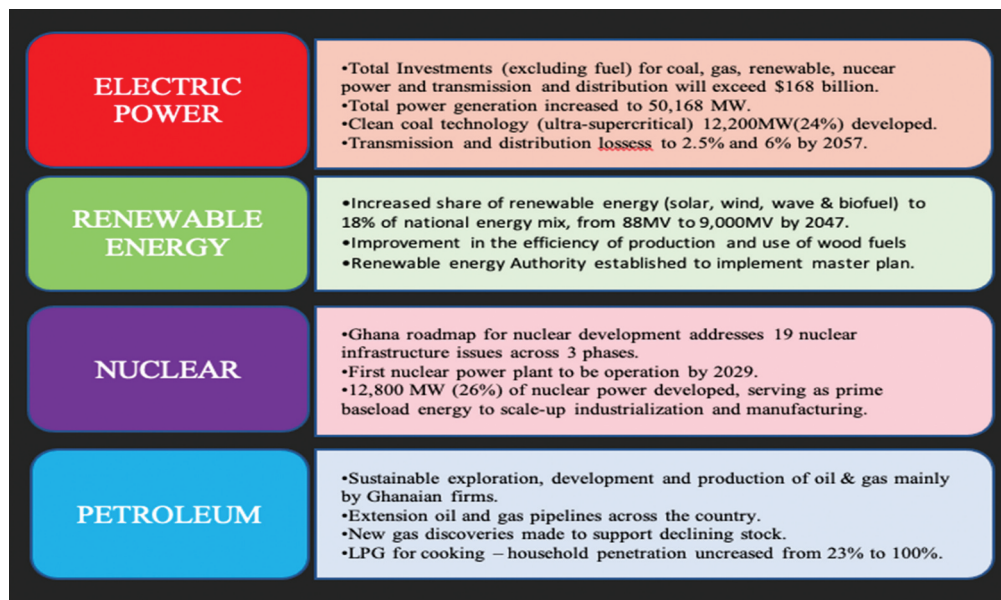 ELECTRIC
POWER
•Total Investments (excluding fuel) for coal, gas, renewable, nucear
power and transmission and distribution will exceed $168 billion.
•Total power generation increased to 50,168 MW.
•Clean coal technology (ultra-supercritical) 12,200MW(24%) developed.
•Transmission and distribution lossess to 2.5% and 6% by 2057.
RENEWABLE
ENERGY
•Increased share of renewable energy (solar, wind, wave & biofuel) to
18% of national energy mix, from 88MV to 9,000MV by 2047.
•Improvement in the efficiency of production and use of wood fuels
•Renewable energy Authority established to implement master plan.
NUCLEAR
•Ghana roadmap for nuclear development addresses 19 nuclear
infrastructure issues across 3 phases.
•First nuclear power plant to be operation by 2029.
•12,800 MW (26%) of nuclear power developed, serving as prime
baseload energy to scale-up industrialization and manufacturing.
PETROLEUM
•Sustainable exploration, development and production of oil & gas mainly
by Ghanaian firms.
•Extension oil and gas pipelines across the country.
•New gas discoveries made to support declining stock.
•LPG for cooking – household penetration uncreased from 23% to 100%.